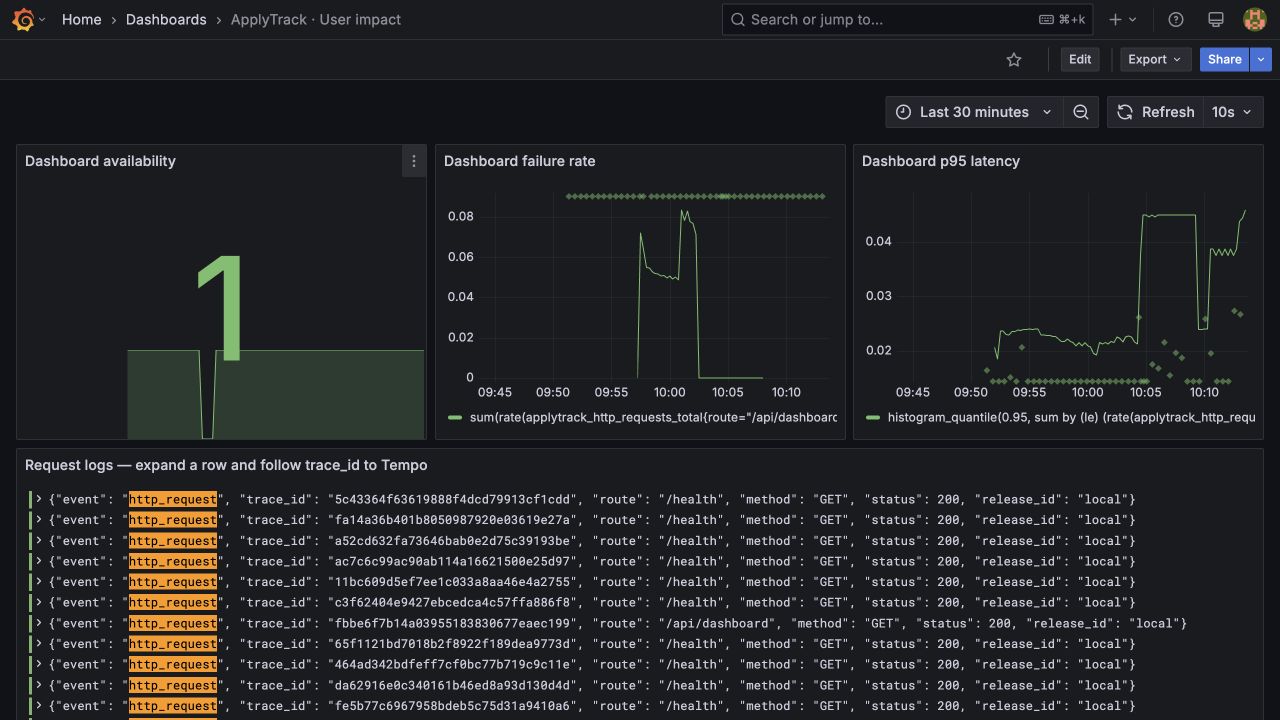 Home › Dashboards › ApplyTrack · User impact
Search or jump to...
⌘+k
Edit
Export
Share
Last 30 minutes
Refresh
10s
Dashboard availability
1
Dashboard failure rate
0.08
0.06
0.04
0.02
0
09:45 09:50 09:55 10:00 10:05 10:10
sum(rate(applytrack_http_requests_total{route="/api/dashboard
Dashboard p95 latency
0.04
0.03
0.02
09:45 09:50 09:55 10:00 10:05 10:10
histogram_quantile(0.95, sum by (le) (rate(applytrack_http_requ
Request logs — expand a row and follow trace_id to Tempo
{"event": "http_request", "trace_id": "5c43364f63619888f4dcd79913cf1cdd", "route": "/health", "method": "GET", "status": 200, "release_id": "local"}
{"event": "http_request", "trace_id": "fa14a36b401b8050987920e03619e27a", "route": "/health", "method": "GET", "status": 200, "release_id": "local"}
{"event": "http_request", "trace_id": "a52cd632fa73646bab0e2d75c39193be", "route": "/health", "method": "GET", "status": 200, "release_id": "local"}
{"event": "http_request", "trace_id": "ac7c6c99ac90ab114a16621500e25d97", "route": "/health", "method": "GET", "status": 200, "release_id": "local"}
{"event": "http_request", "trace_id": "11bc609d5ef7ee1c033a8aa46e4a2755", "route": "/health", "method": "GET", "status": 200, "release_id": "local"}
{"event": "http_request", "trace_id": "c3f62404e9427ebcedca4c57ffa886f8", "route": "/health", "method": "GET", "status": 200, "release_id": "local"}
{"event": "http_request", "trace_id": "fbbe6f7b14a03955183830677eaec199", "route": "/api/dashboard", "method": "GET", "status": 200, "release_id": "local"}
{"event": "http_request", "trace_id": "65f1121bd7018b2f8922f189dea9773d", "route": "/health", "method": "GET", "status": 200, "release_id": "local"}
{"event": "http_request", "trace_id": "464ad342bdfeff7cf0bc77b719c9c11e", "route": "/health", "method": "GET", "status": 200, "release_id": "local"}
{"event": "http_request", "trace_id": "da62916e0c340161b46ed8a93d130d4d", "route": "/health", "method": "GET", "status": 200, "release_id": "local"}
{"event": "http_request", "trace_id": "fe5b77c6967958bdeb5c75d31a9410a6", "route": "/health", "method": "GET", "status": 200, "release_id": "local"}